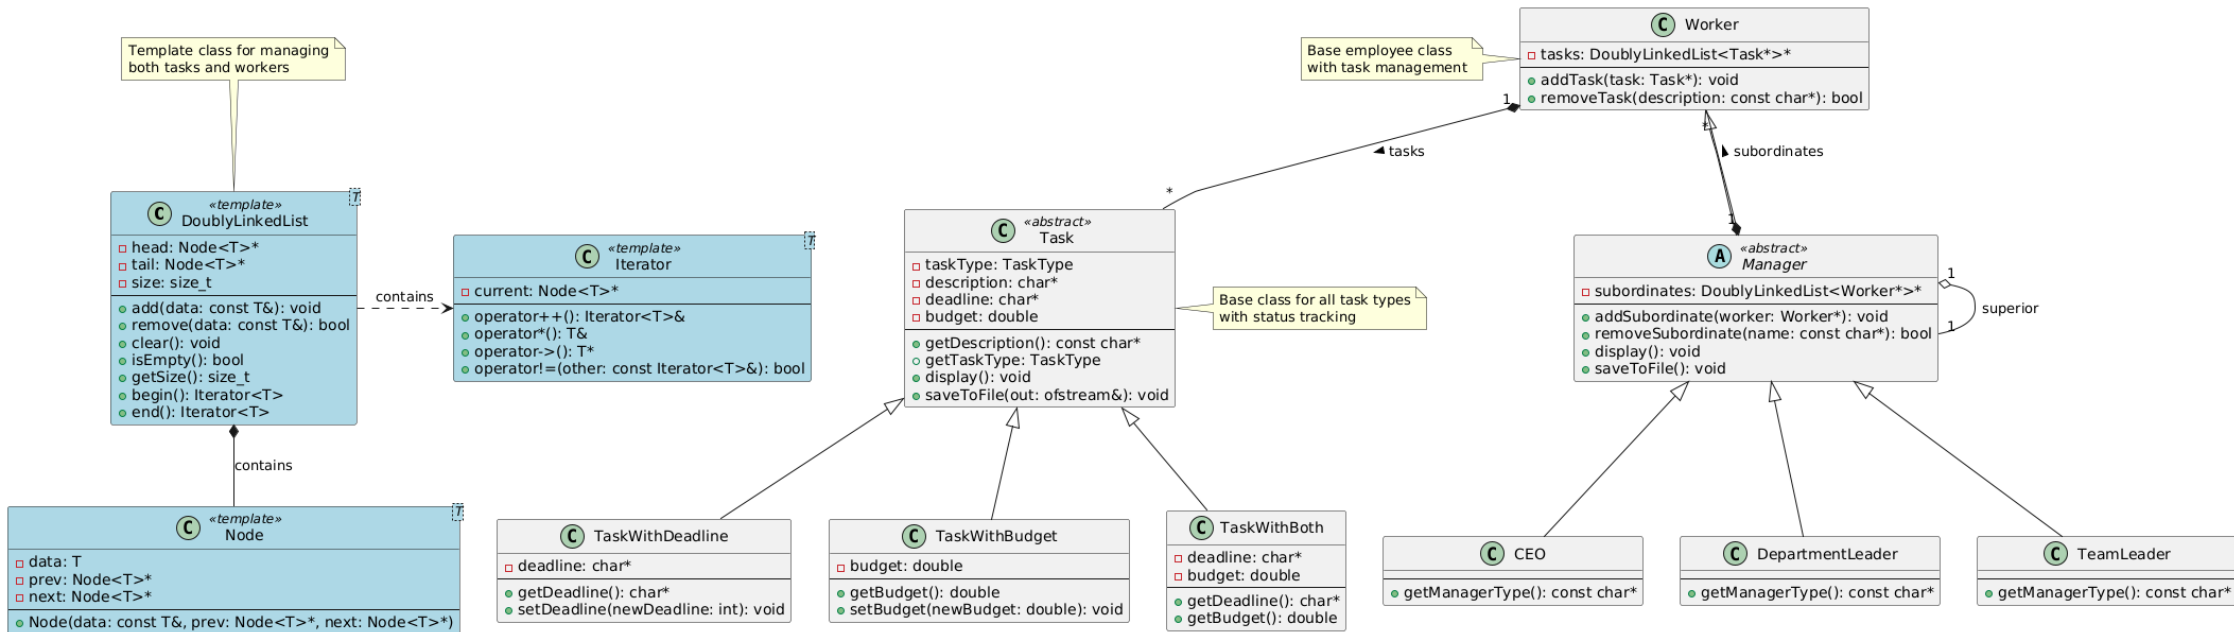 Template class for managing
both tasks and workers
T
C
«template»
DoublyLinkedList
head: Node<T>*
tail: Node<T>*
size: size_t
add(data: const T&): void
remove(data: const T&): bool
clear(): void
isEmpty(): bool
getSize(): size_t
begin(): Iterator<T>
end(): Iterator<T>
contains
T
C
«template»
Iterator
current: Node<T>*
operator++(): Iterator<T>&
operator*(): T&
operator->(): T*
operator!=(other: const Iterator<T>&): bool
contains
T
C
«template»
Node
data: T
prev: Node<T>*
next: Node<T>*
Node(data: const T&, prev: Node<T>*, next: Node<T>*)
Base employee class
with task management
C Worker
tasks: DoublyLinkedList<Task*>*
addTask(task: Task*): void
removeTask(description: const char*): bool
1
tasks
*
*
subordinates
1
C
«abstract»
Task
taskType: TaskType
description: char*
deadline: char*
budget: double
getDescription(): const char*
getTaskType: TaskType
display(): void
saveToFile(out: ofstream&): void
Base class for all task types
with status tracking
A
«abstract»
Manager
subordinates: DoublyLinkedList<Worker*>*
addSubordinate(worker: Worker*): void
removeSubordinate(name: const char*): bool
display(): void
saveToFile(): void
1
superior
1
C TaskWithDeadline
deadline: char*
getDeadline(): char*
setDeadline(newDeadline: int): void
C TaskWithBudget
budget: double
getBudget(): double
setBudget(newBudget: double): void
C TaskWithBoth
deadline: char*
budget: double
getDeadline(): char*
getBudget(): double
C CEO
getManagerType(): const char*
C DepartmentLeader
getManagerType(): const char*
C TeamLeader
getManagerType(): const char*